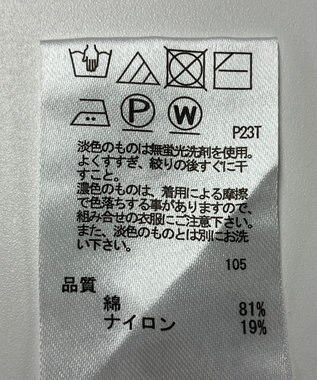 P W
P23T
淡色のものは無蛍光洗剤を使用。
よくすすぎ、絞りの後すぐに干
すこと。
濃色のものは、着用による摩擦
で色落ちする事がありますので、
組み合せの衣服にご注意下さい。
また、淡色のものとは別にお洗
い下さい。
105
品質
綿 81%
ナイロン 19%